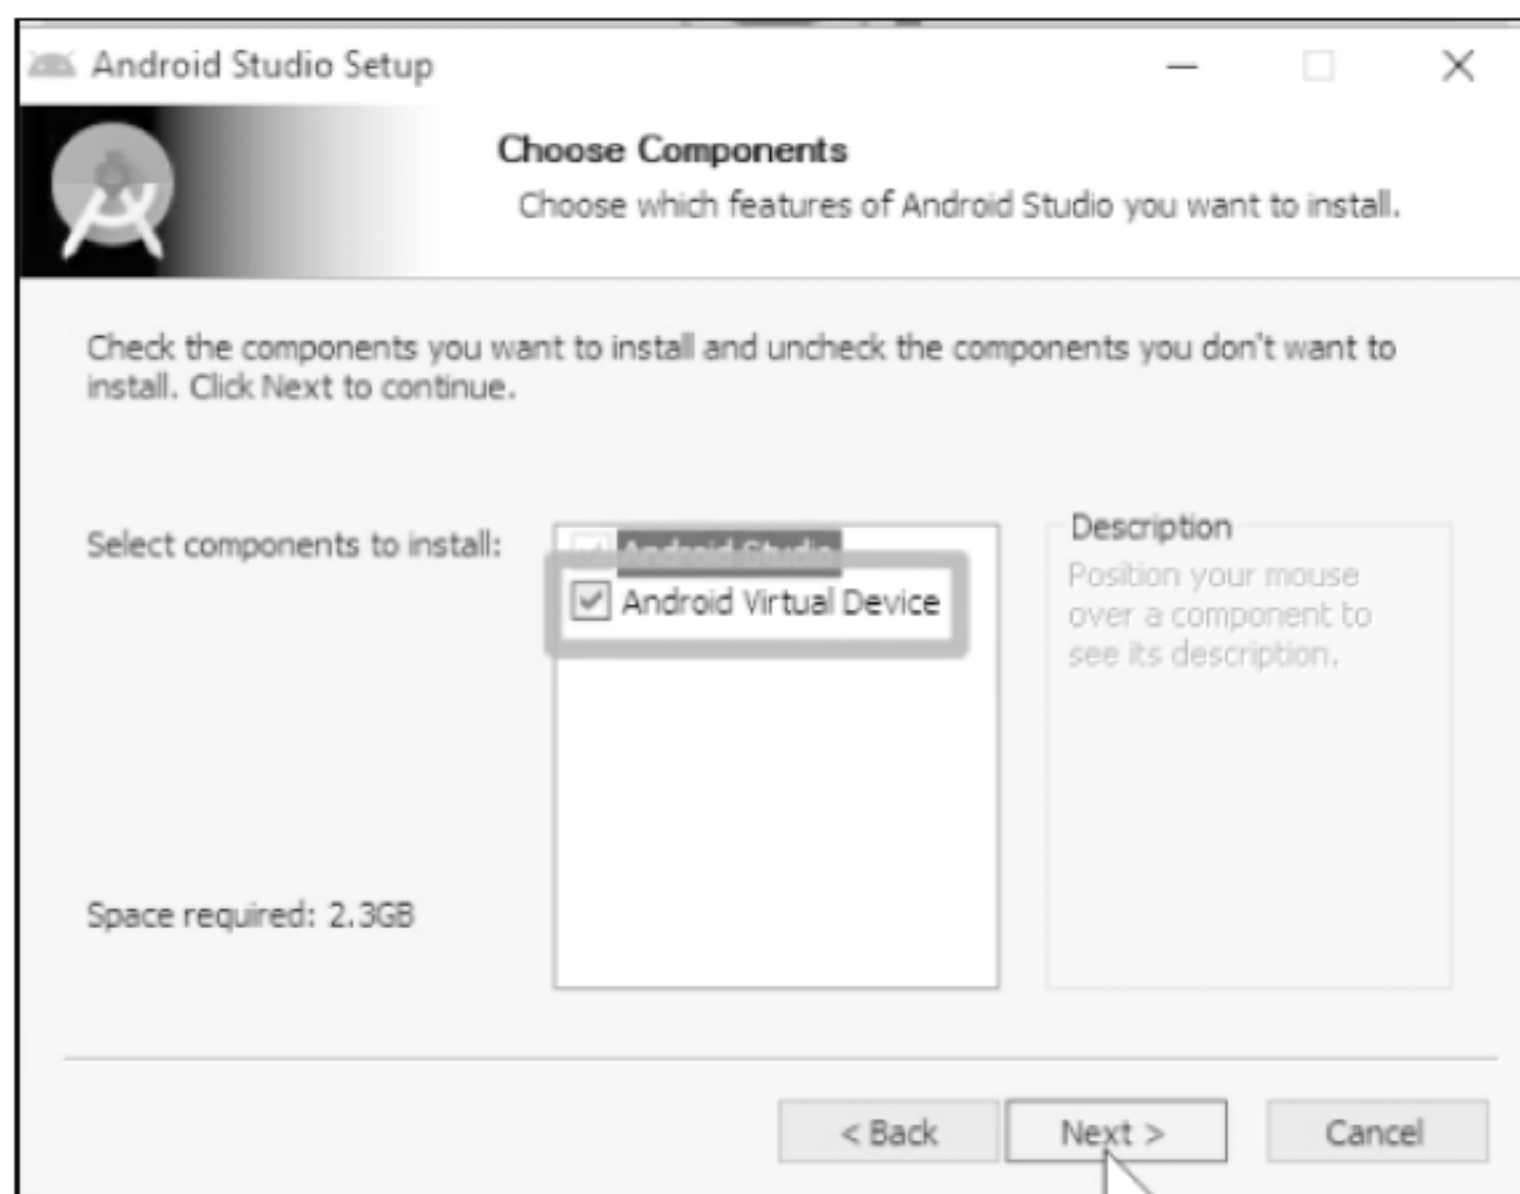 Android Studio Setup
Choose Components
Choose which features of Android Studio you want to install.
Check the components you want to install and uncheck the components you don't want to
install. Click Next to continue.
Select components to install:
Android Studio
Android Virtual Device
Description
Position your mouse
over a component to
see its description.
Space required: 2.3GB
< Back
Next >
Cancel